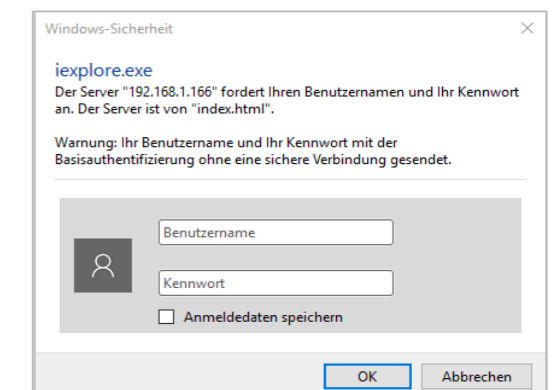 Windows-Sicherheit
iexplore.exe
Der Server "192.168.1.166" fordert Ihren Benutzernamen und Ihr Kennwort
an. Der Server ist von "index.html".
Warnung: Ihr Benutzername und Ihr Kennwort mit der
Basisauthentifizierung ohne eine sichere Verbindung gesendet.
Benutzername
Kennwort
Anmeldedaten speichern
OK Abbrechen